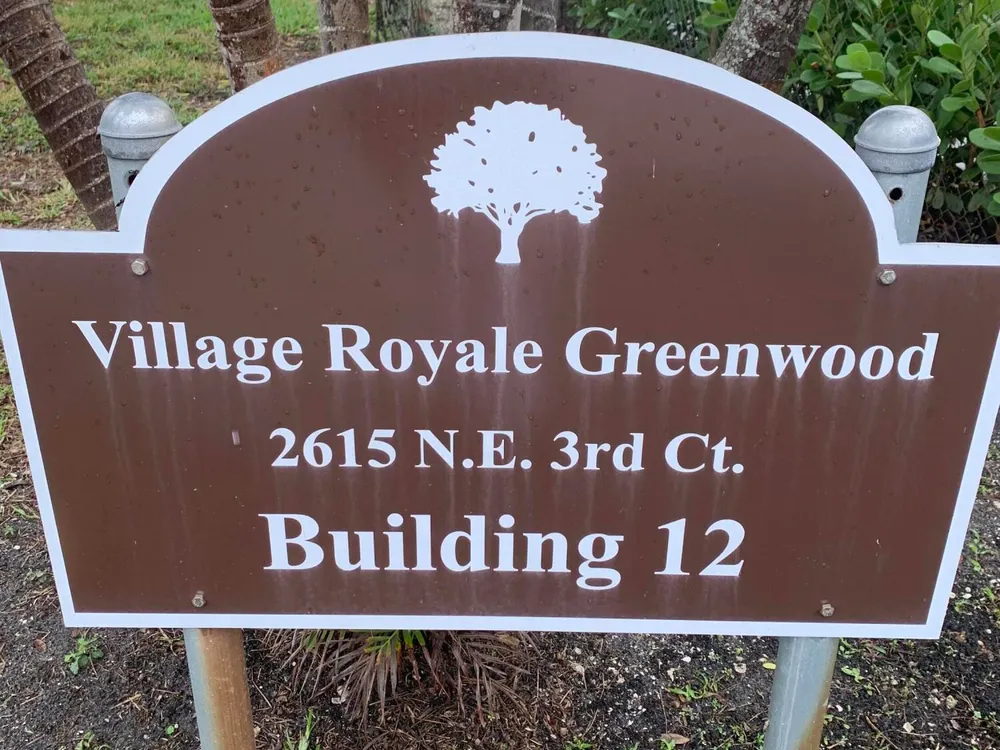 Village Royale Greenwood
2615 N.E. 3rd Ct.
Building 12